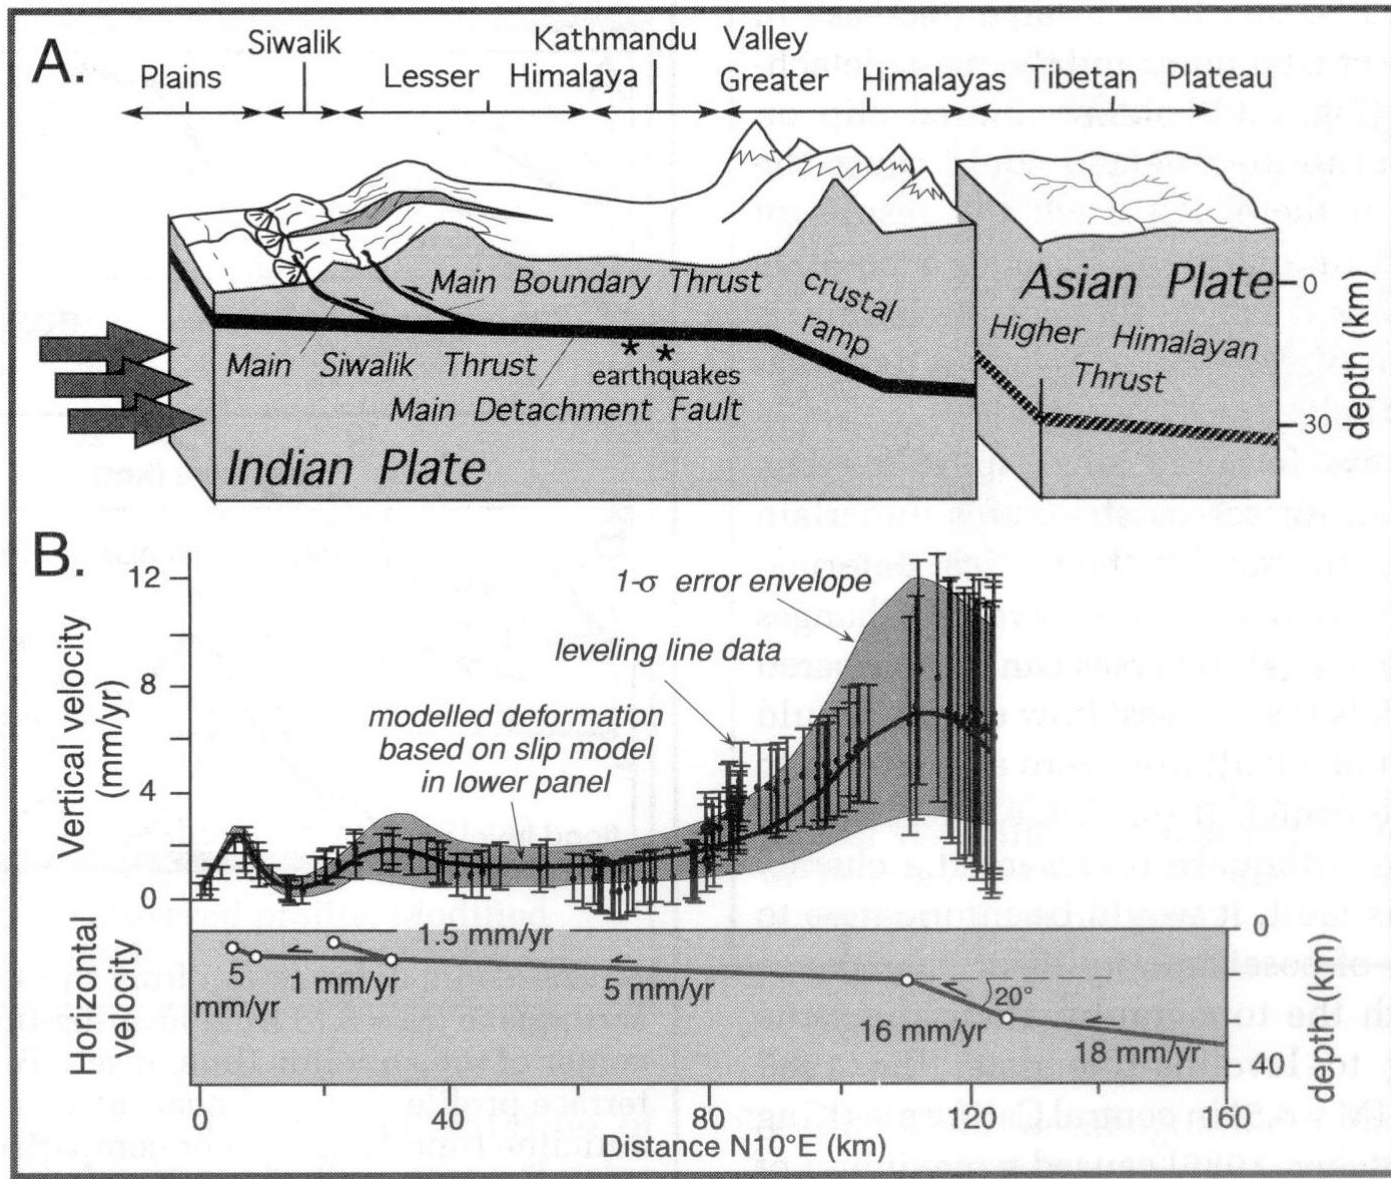 A.
Siwalik
Kathmandu Valley
Plains
Lesser Himalaya
Greater Himalayas
Tibetan Plateau
Main Boundary Thrust
crustal
ramp
Asian Plate
Higher Himalayan
Thrust
Main Siwalik Thrust
* *
earthquakes
Main Detachment Fault
Indian Plate
0
30
depth (km)
B.
12
8
4
0
Vertical velocity
(mm/yr)
1-σ error envelope
leveling line data
modelled deformation
based on slip model
in lower panel
Horizontal
velocity
1.5 mm/yr
5
mm/yr
1 mm/yr
5 mm/yr
20°
16 mm/yr
18 mm/yr
0
40
depth (km)
0 40 80 120 160
Distance N10°E (km)